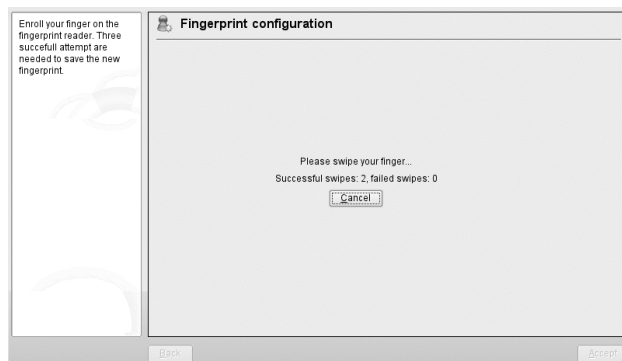 Enroll your finger on the
fingerprint reader. Three
succefull attempt are
needed to save the new
fingerprint.
Fingerprint configuration
Please swipe your finger...
Successful swipes: 2, failed swipes: 0
Cancel
Back
Accept